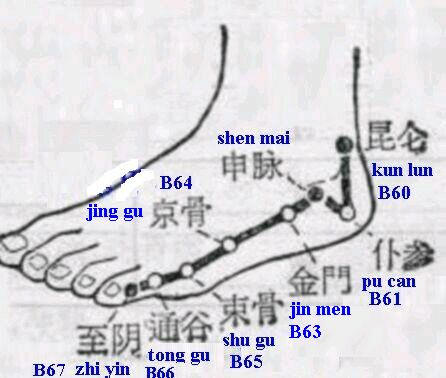 shen mai
申脉
昆仑
kun lun
B60
B64
jing gu
京骨
仆参
pu can
B61
金門
jin men
B63
束骨
shu gu
B65
通谷
tong gu
B66
至阴
B67 zhi yin